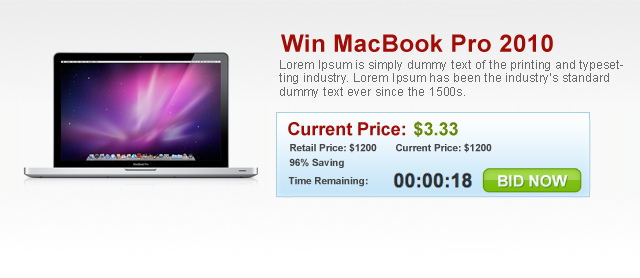 Win MacBook Pro 2010
Lorem Ipsum is simply dummy text of the printing and typeset-
ting industry. Lorem Ipsum has been the industry's standard
dummy text ever since the 1500s.
Current Price: $3.33
Retail Price: $1200 Current Price: $1200
96% Saving
Time Remaining: 00:00:18 BID NOW
MacBook Pro